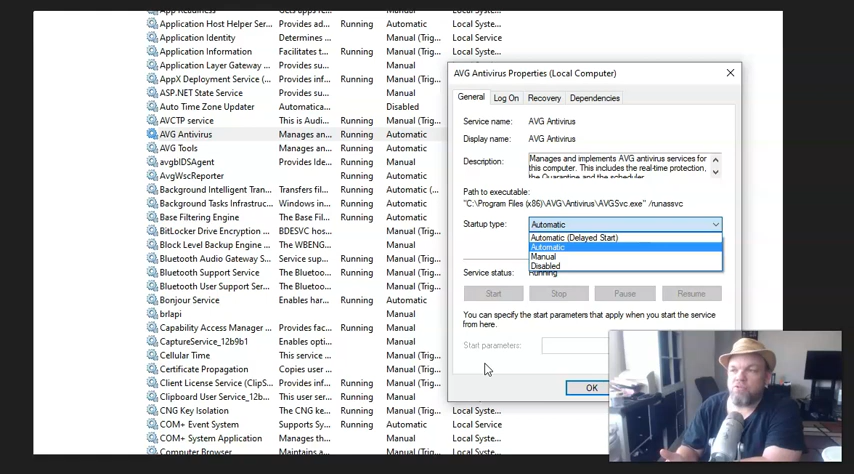 Application Host Helper Ser... Provides ad... Running Automatic Local Syste...
Application Identity Determines ... Manual (Trig... Local Service
Application Information Facilitates t... Running Manual (Trig... Local Syste...
Application Layer Gateway ... Provides su... Manual
AppX Deployment Service (... Provides inf... Running Manual (Trig...
ASP.NET State Service Provides su... Manual
Auto Time Zone Updater Automatica... Disabled
AVCTP service This is Audi... Running Manual (Trig...
AVG Antivirus Manages an... Running Automatic
AVG Tools Manages an... Running Automatic
avgbIDSAgent Provides Ide... Running Manual
AvgWscReporter Running Automatic
Background Intelligent Tran... Transfers fil... Running Automatic (...
Background Tasks Infrastruc... Windows in... Running Automatic
Base Filtering Engine The Base Fil... Running Automatic
BitLocker Drive Encryption ... BDESVC hos... Manual (Trig...
Block Level Backup Engine ... The WBENG... Manual
Bluetooth Audio Gateway S... Service sup... Running Manual (Trig...
Bluetooth Support Service The Bluetoo... Running Manual (Trig...
Bluetooth User Support Ser... The Bluetoo... Running Manual (Trig...
Bonjour Service Enables har... Running Automatic
brlapi Manual
Capability Access Manager ... Provides fac... Running Manual
CaptureService_12b9b1 Enables opti... Manual
Cellular Time This service ... Manual (Trig...
Certificate Propagation Copies user ... Manual (Trig...
Client License Service (ClipS... Provides inf... Running Manual (Trig...
Clipboard User Service_12b... This user ser... Running Manual
CNG Key Isolation The CNG ke... Running Manual (Trig... Local Syste...
COM+ Event System Supports Sy... Running Automatic Local Service
COM+ System Application Manages th... Manual Local Syste...
AVG Antivirus Properties (Local Computer)
General Log On Recovery Dependencies
Service name: AVG Antivirus
Display name: AVG Antivirus
Description: Manages and implements AVG antivirus services for
this computer. This includes the real-time protection,
the Quarantine and the scheduler.
Path to executable:
"C:\Program Files (x86)\AVG\Antivirus\AVGSvc.exe" /runassvc
Startup type: Automatic
Automatic (Delayed Start)
Automatic
Manual
Disabled
Service status: Running
Start Stop Pause Resume
You can specify the start parameters that apply when you start the service
from here.
Start parameters:
OK